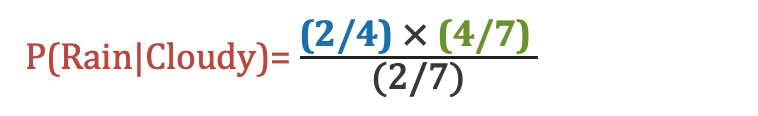 P(Rain|Cloudy)= (2/4) × (4/7)
(2/7)